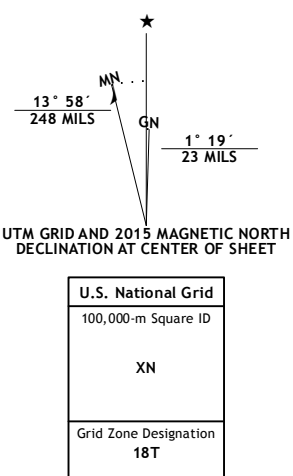 ★
MN
13° 58´
248 MILS
GN
1° 19´
23 MILS
UTM GRID AND 2015 MAGNETIC NORTH
DECLINATION AT CENTER OF SHEET
U.S. National Grid
100,000-m Square ID
XN
Grid Zone Designation
18T